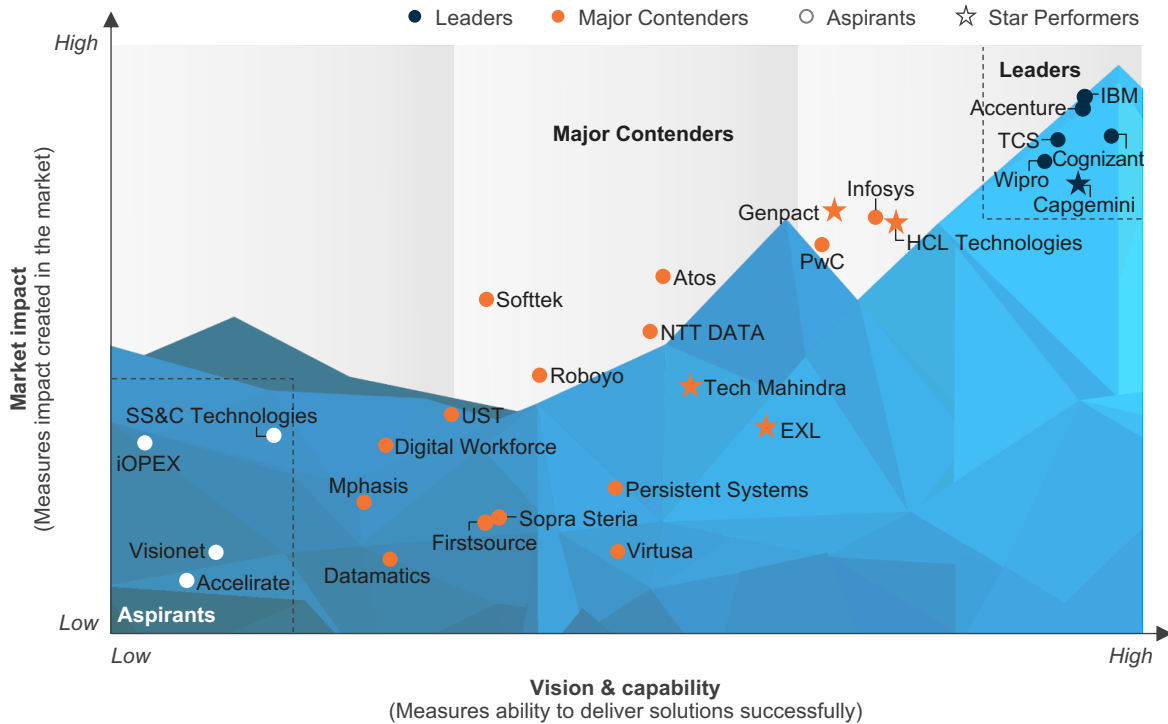 Leaders
Major Contenders
Aspirants
Star Performers
High
Leaders
IBM
Accenture
Major Contenders
TCS
Cognizant
Wipro
Infosys
Capgemini
Genpact
HCL Technologies
PwC
Atos
Softtek
NTT DATA
Roboyo
Tech Mahindra
SS&C Technologies
UST
EXL
Digital Workforce
iOPEX
Mphasis
Persistent Systems
Sopra Steria
Firstsource
Visionet
Virtusa
Datamatics
Accelirate
Aspirants
Market impact
(Measures impact created in the market)
Low
Low
High
Vision & capability
(Measures ability to deliver solutions successfully)